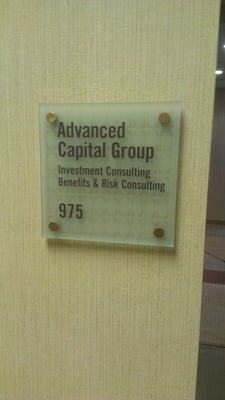 Advanced
Capital Group
Investment Consulting
Benefits & Risk Consulting
975